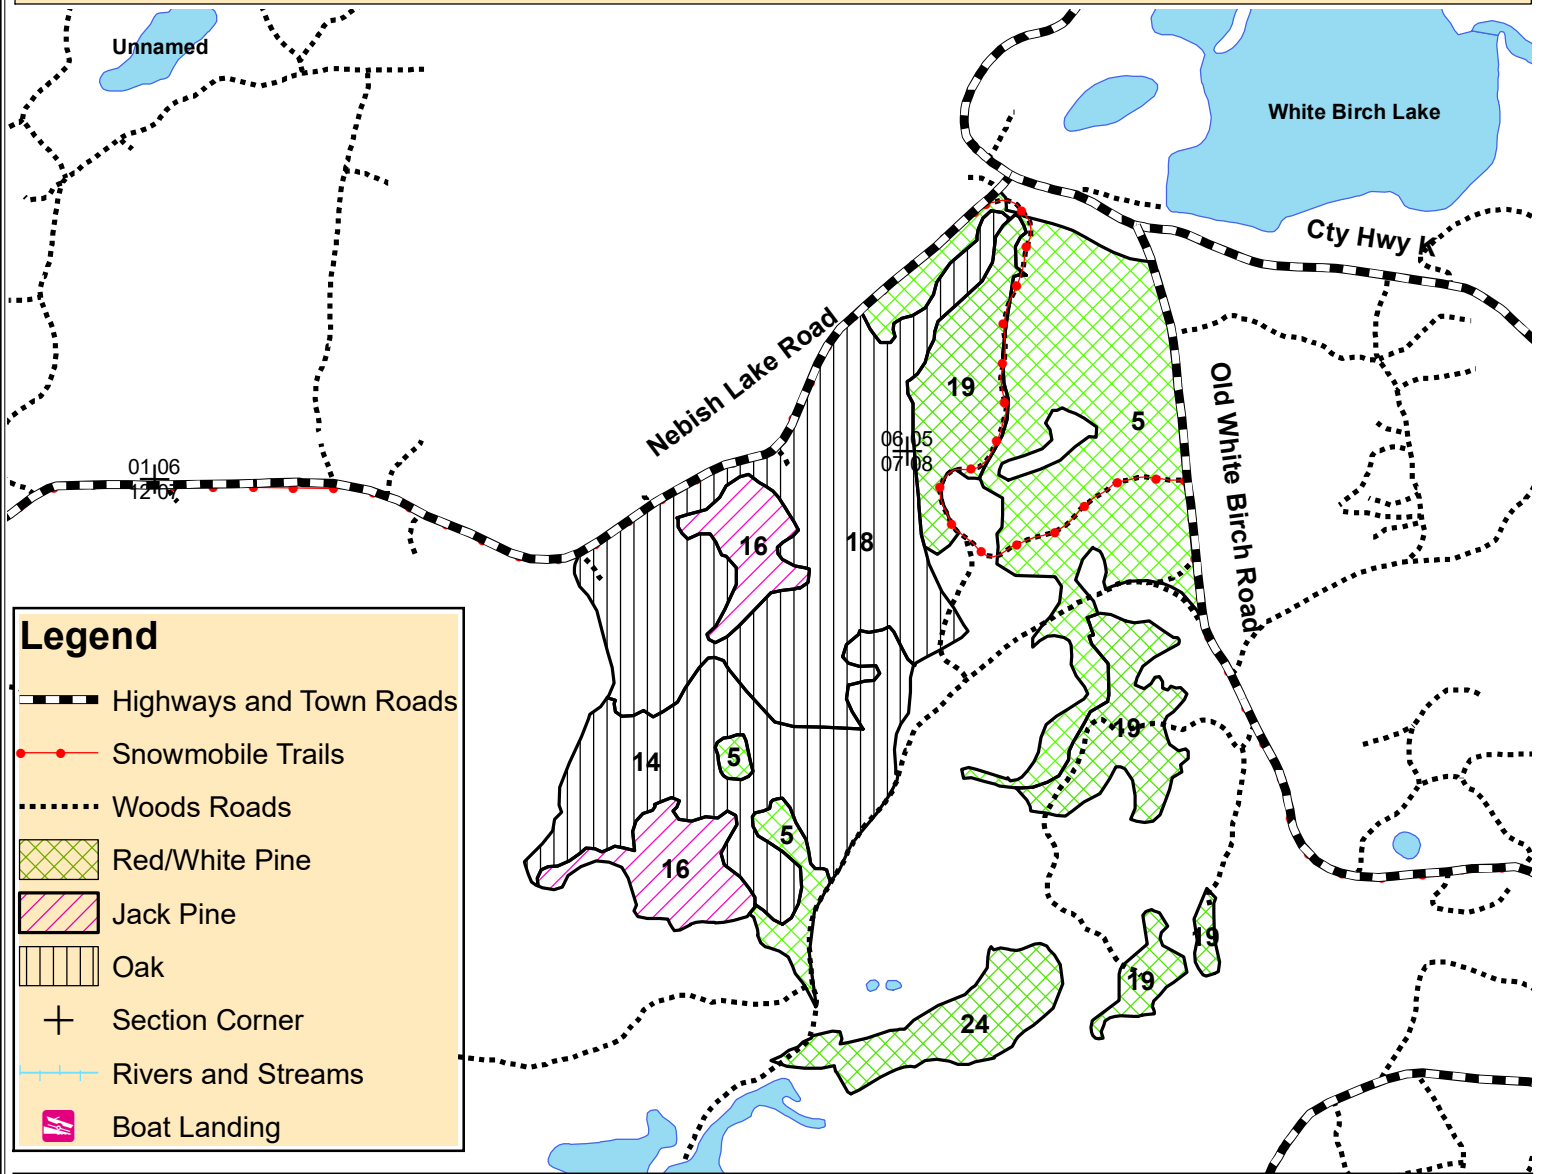 Unnamed
White Birch Lake
Cty Hwy K
Nebish Lake Road
Old White Birch Road
19
5
06 05
07 08
01 06
12 07
16
18
14
5
5
16
19
19
19
24
Legend
Highways and Town Roads
Snowmobile Trails
Woods Roads
Red/White Pine
Jack Pine
Oak
Section Corner
Rivers and Streams
Boat Landing